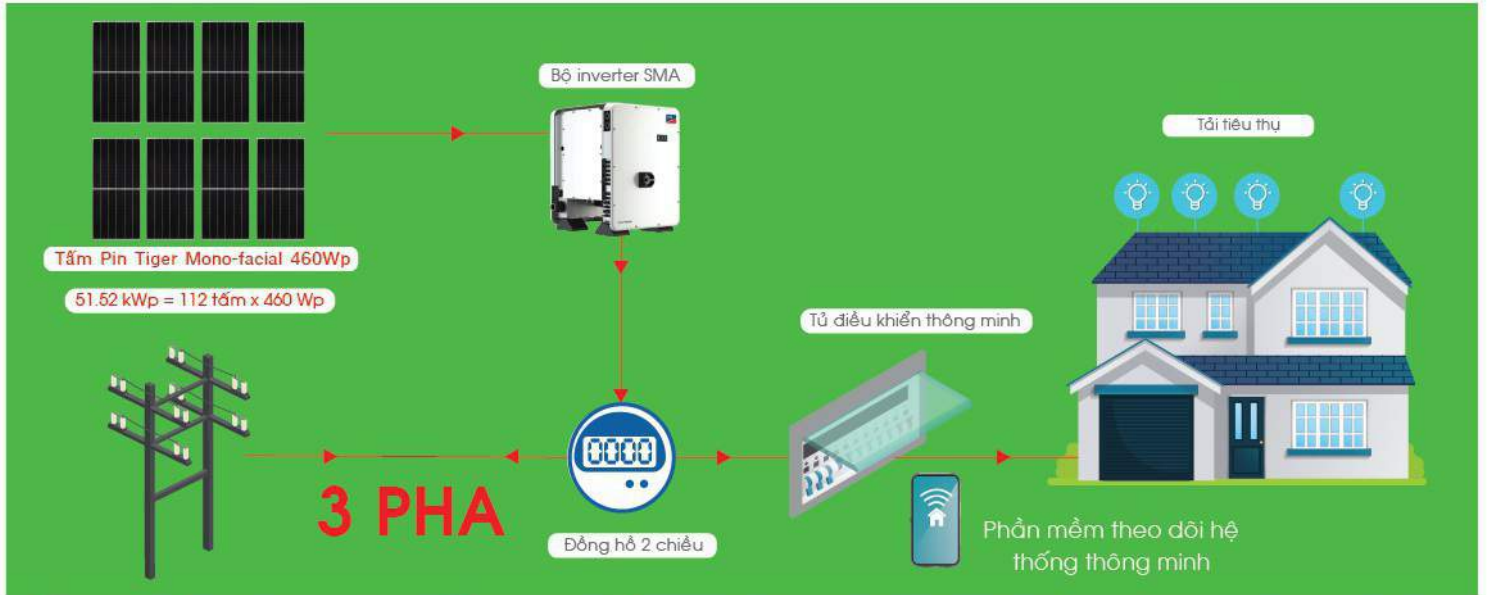 Bộ inverter SMA
Tải tiêu thụ
Tấm Pin Tiger Mono-facial 460Wp
51.52 kWp = 112 tấm x 460 Wp
Tủ điều khiển thông minh
0000
3 PHA
Đồng hồ 2 chiều
Phần mềm theo dõi hệ
thống thông minh